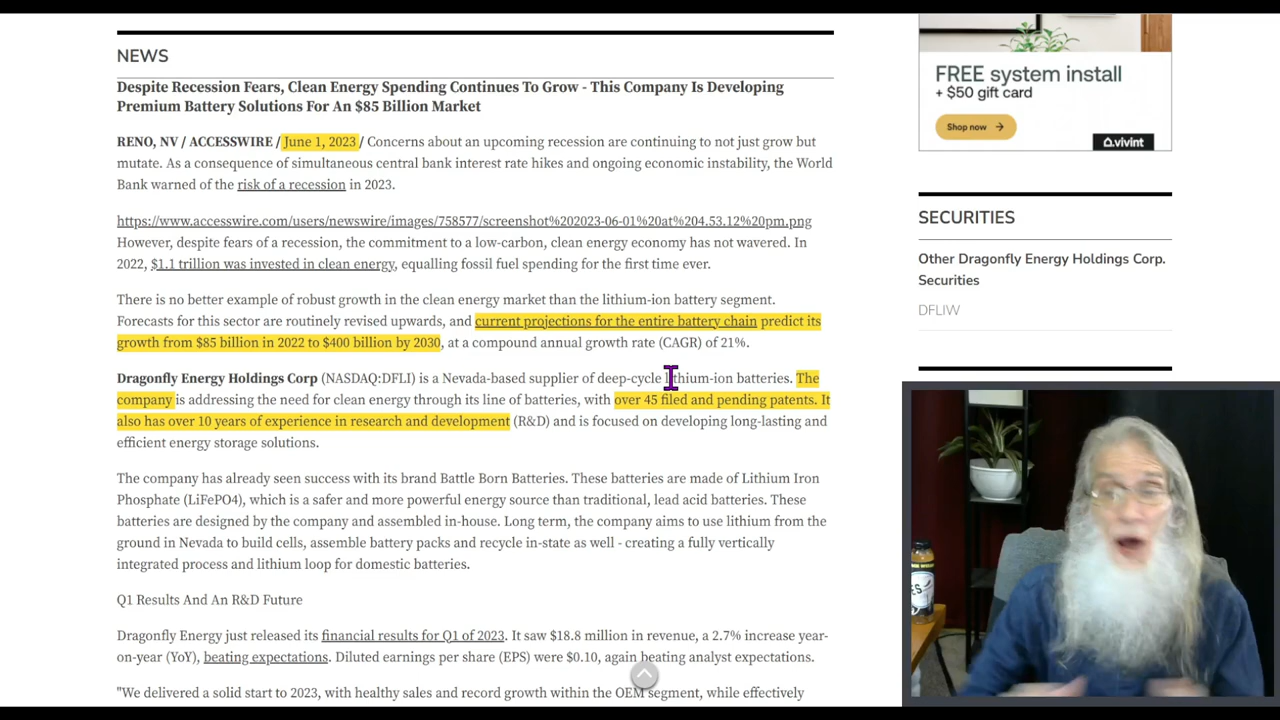 NEWS
Despite Recession Fears, Clean Energy Spending Continues To Grow - This Company Is Developing
Premium Battery Solutions For An $85 Billion Market
RENO, NV / ACCESSWIRE / June 1, 2023 / Concerns about an upcoming recession are continuing to not just grow but
mutate. As a consequence of simultaneous central bank interest rate hikes and ongoing economic instability, the World
Bank warned of the risk of a recession in 2023.
https://www.accesswire.com/users/newswire/images/758577/screenshot%202023-06-01%20at%204.53.12%20pm.png
However, despite fears of a recession, the commitment to a low-carbon, clean energy economy has not wavered. In
2022, $1.1 trillion was invested in clean energy, equalling fossil fuel spending for the first time ever.
There is no better example of robust growth in the clean energy market than the lithium-ion battery segment.
Forecasts for this sector are routinely revised upwards, and current projections for the entire battery chain predict its
growth from $85 billion in 2022 to $400 billion by 2030, at a compound annual growth rate (CAGR) of 21%.
Dragonfly Energy Holdings Corp (NASDAQ:DFLI) is a Nevada-based supplier of deep-cycle lithium-ion batteries. The
company is addressing the need for clean energy through its line of batteries, with over 45 filed and pending patents. It
also has over 10 years of experience in research and development (R&D) and is focused on developing long-lasting and
efficient energy storage solutions.
The company has already seen success with its brand Battle Born Batteries. These batteries are made of Lithium Iron
Phosphate (LiFePO4), which is a safer and more powerful energy source than traditional, lead acid batteries. These
batteries are designed by the company and assembled in-house. Long term, the company aims to use lithium from the
ground in Nevada to build cells, assemble battery packs and recycle in-state as well - creating a fully vertically
integrated process and lithium loop for domestic batteries.
Q1 Results And An R&D Future
Dragonfly Energy just released its financial results for Q1 of 2023. It saw $18.8 million in revenue, a 2.7% increase year-
on-year (YoY), beating expectations. Diluted earnings per share (EPS) were $0.10, again beating analyst expectations.
"We delivered a solid start to 2023, with healthy sales and record growth within the OEM segment, while effectively
FREE system install
+ $50 gift card
Shop now
vivint
SECURITIES
Other Dragonfly Energy Holdings Corp.
Securities
DFLIW